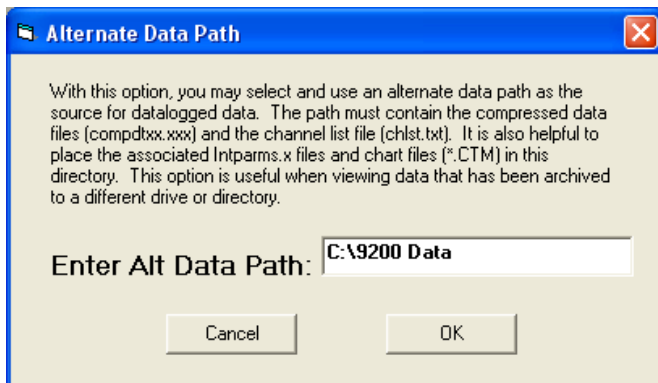 Alternate Data Path
With this option, you may select and use an alternate data path as the
source for datalogged data.  The path must contain the compressed data
files (compdtxx.xxx) and the channel list file (chlst.txt).  It is also helpful to
place the associated Intparms.x files and chart files (*.CTM) in this
directory.  This option is useful when viewing data that has been archived
to a different drive or directory.
Enter Alt Data Path: C:\9200 Data
Cancel OK